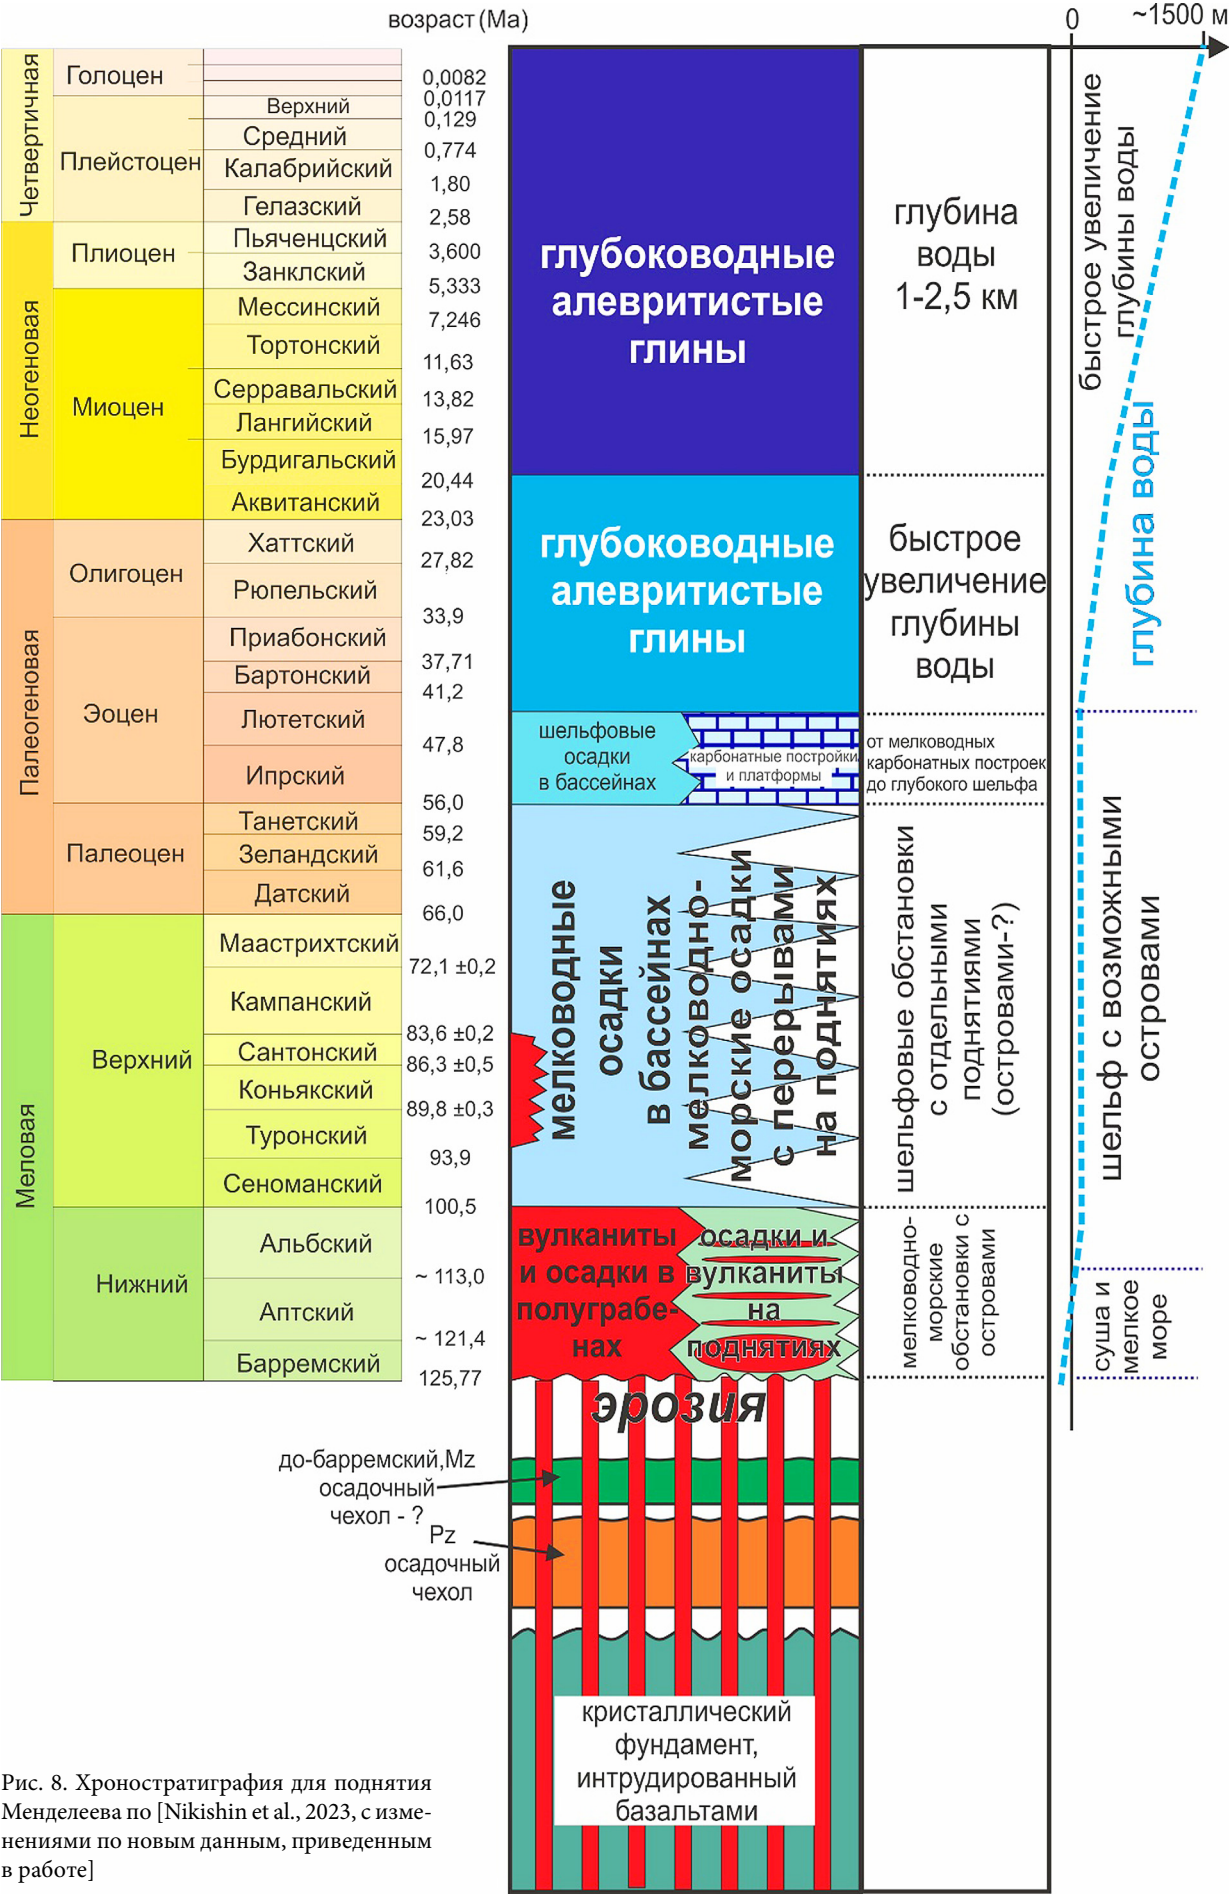 возраст (Ma)
0
~1500 м
Четвертичная
Голоцен
0,0082
0,0117
Плейстоцен
Верхний
0,129
Средний
0,774
Калабрийский
1,80
Гелазский
2,58
Неогеновая
Плиоцен
Пьяченцский
3,600
Занклский
5,333
Миоцен
Мессинский
7,246
Тортонский
11,63
Серравальский
13,82
Лангийский
15,97
Бурдигальский
20,44
Аквитанский
23,03
Палеогеновая
Олигоцен
Хаттский
27,82
Рюпельский
33,9
Эоцен
Приабонский
37,71
Бартонский
41,2
Лютетский
47,8
Ипрский
56,0
Палеоцен
Танетский
59,2
Зеландский
61,6
Датский
66,0
Меловая
Верхний
Маастрихтский
72,1 ±0,2
Кампанский
83,6 ±0,2
Сантонский
86,3 ±0,5
Коньякский
89,8 ±0,3
Туронский
93,9
Сеноманский
100,5
Нижний
Альбский
~ 113,0
Аптский
~ 121,4
Барремский
125,77
глубоководные
алевритистые
глины
глубоководные
алевритистые
глины
шельфовые
осадки
в бассейнах
карбонатные постройки
и платформы
мелководные
осадки
в бассейнах
мелководно-
морские осадки
с перерывами
на поднятиях
вулканиты
и осадки в
полуграбе-
нах
осадки и
вулканиты
на
поднятиях
эрозия
до-барремский,Mz
осадочный
чехол - ?
Pz
осадочный
чехол
кристаллический
фундамент,
интрудированный
базальтами
глубина
воды
1-2,5 км
быстрое
увеличение
глубины
воды
от мелководных
карбонатных построек
до глубокого шельфа
шельфовые обстановки
с отдельными
поднятиями
(островами-?)
мелководно-
морские
обстановки с
островами
быстрое увеличение
глубины воды
глубина воды
шельф с возможными
островами
суша и
мелкое
море
Рис. 8. Хроностратиграфия для поднятия
Менделеева по [Nikishin et al., 2023, с изме-
нениями по новым данным, приведенным
в работе]